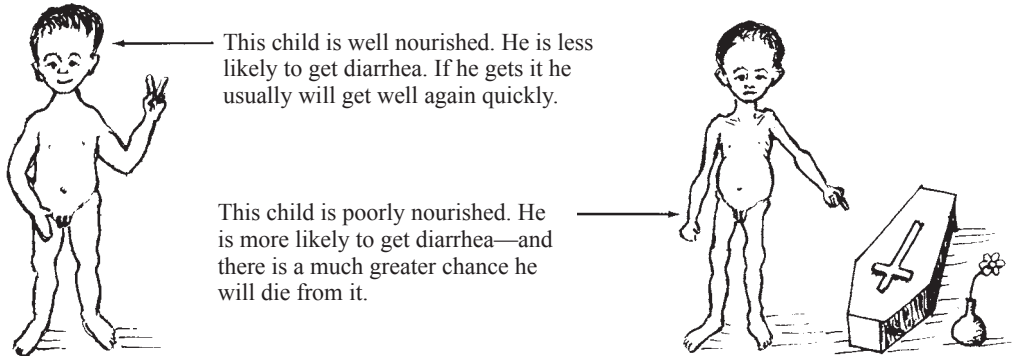 This child is well nourished. He is less
likely to get diarrhea. If he gets it he
usually will get well again quickly.
This child is poorly nourished. He
is more likely to get diarrhea—and
there is a much greater chance he
will die from it.